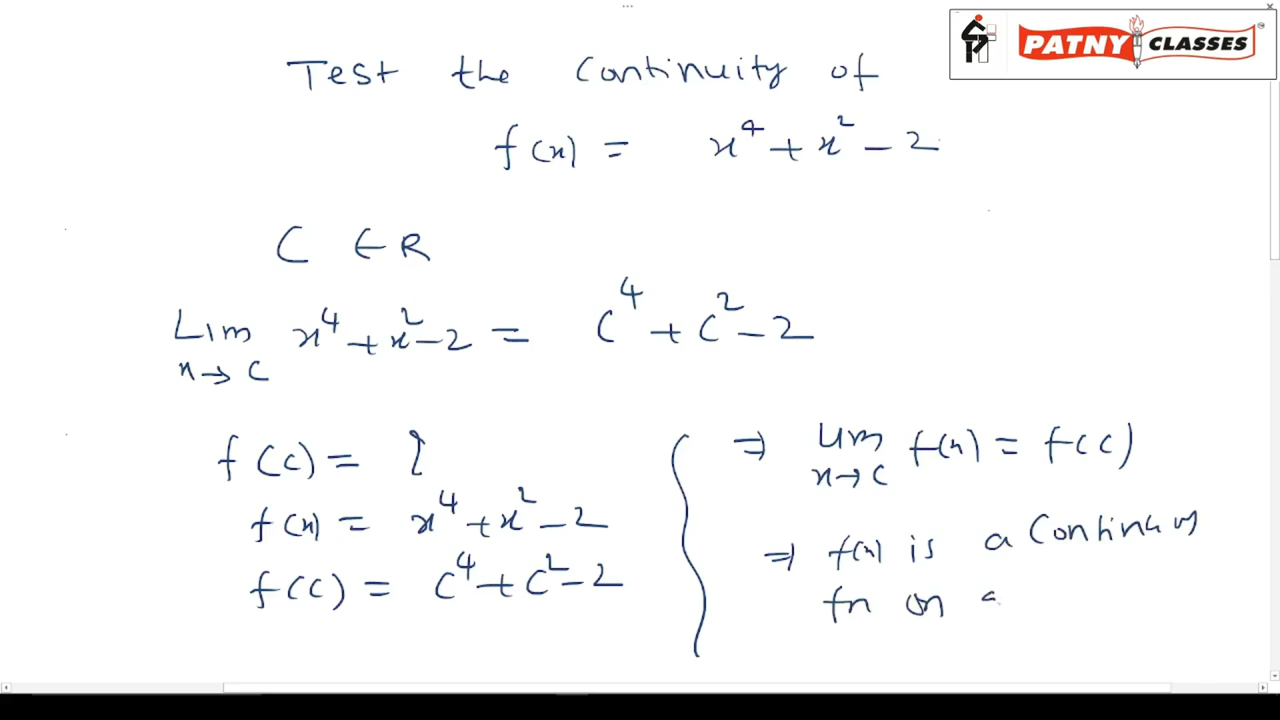 PATNY CLASSES
Test the Continuity of
f(x) = x⁴ + x² - 2
C ∈ R
Lim x⁴ + x² - 2 = C⁴ + C² - 2
x → C
f(C) = ?
f(x) = x⁴ + x² - 2
f(C) = C⁴ + C² - 2
⇒ Lim f(x) = f(C)
x → C
⇒ f(x) is a Continuous
fn on a